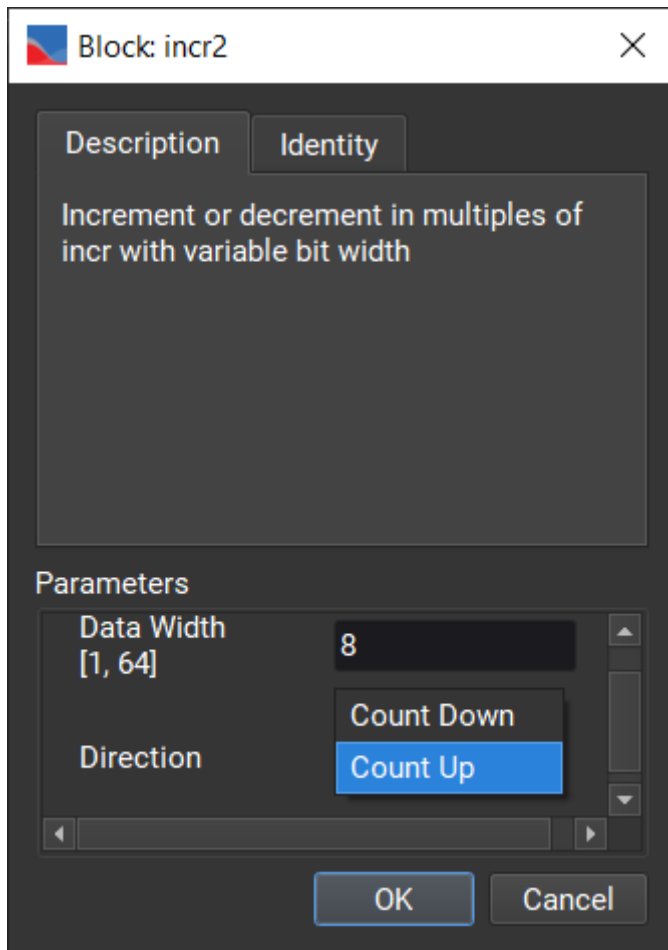 Block: incr2
Description
Identity
Increment or decrement in multiples of
incr with variable bit width
Parameters
Data Width
[1, 64]
8
Count Down
Direction
Count Up
OK
Cancel